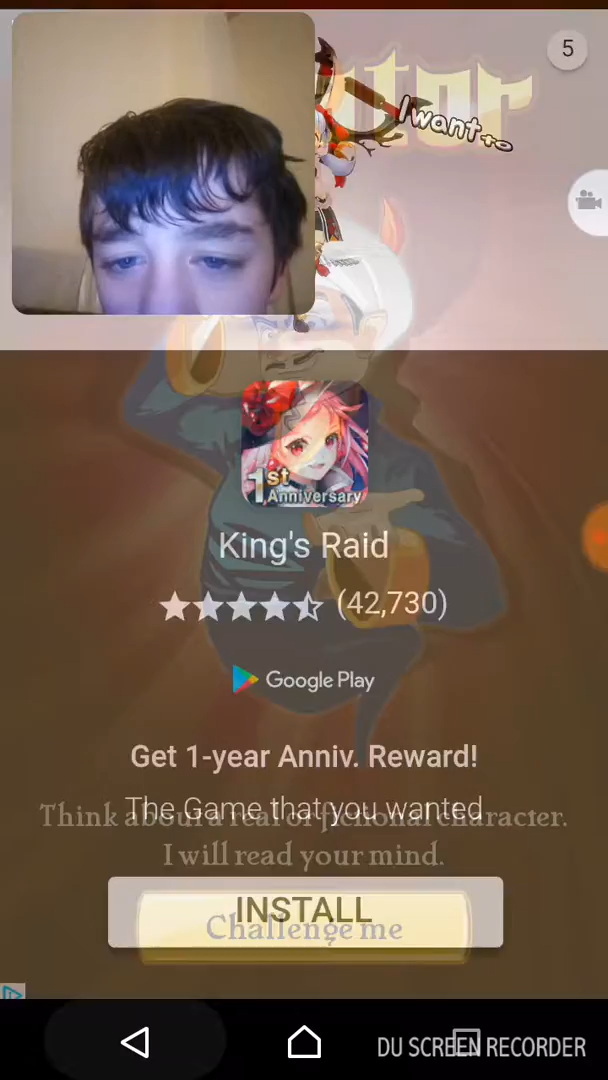 5
I want to
1st
Anniversary
King's Raid
(42,730)
Google Play
Get 1-year Anniv. Reward!
The Game that you wanted
Think about a real or fictional character.
I will read your mind.
INSTALL
Challenge me
DU SCREEN RECORDER